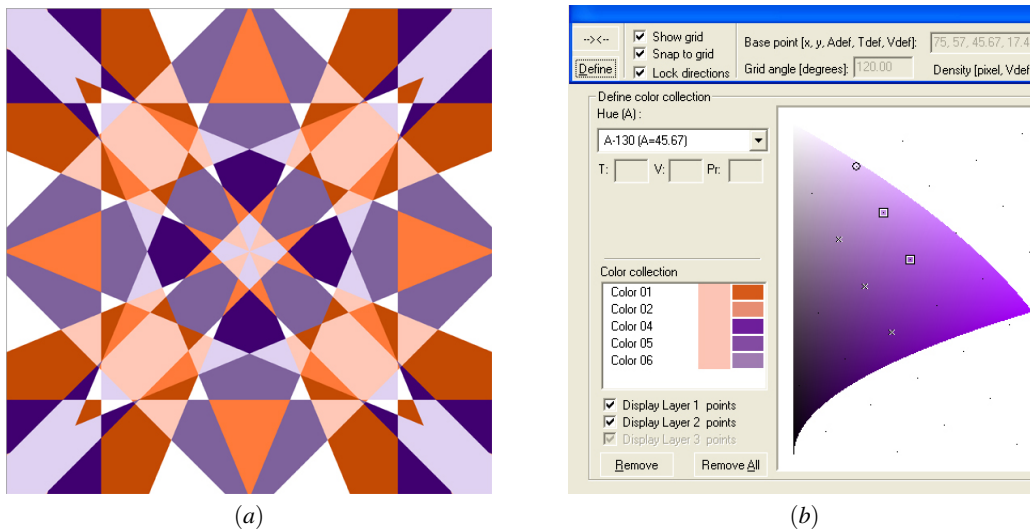 -->< --
Show grid
Snap to grid
Lock directions
Define
Base point [x, y, Adef, Tdef, Vdef]:
75, 57, 45.67, 17.4
Grid angle [degrees]:
120.00
Density [pixel, Vdef
Define color collection
Hue (A) :
A-130 (A=45.67)
T:
V:
Pr:
Color collection
Color 01
Color 02
Color 04
Color 05
Color 06
Display Layer 1 points
Display Layer 2 points
Display Layer 3 points
Remove
Remove All
(a)
(b)